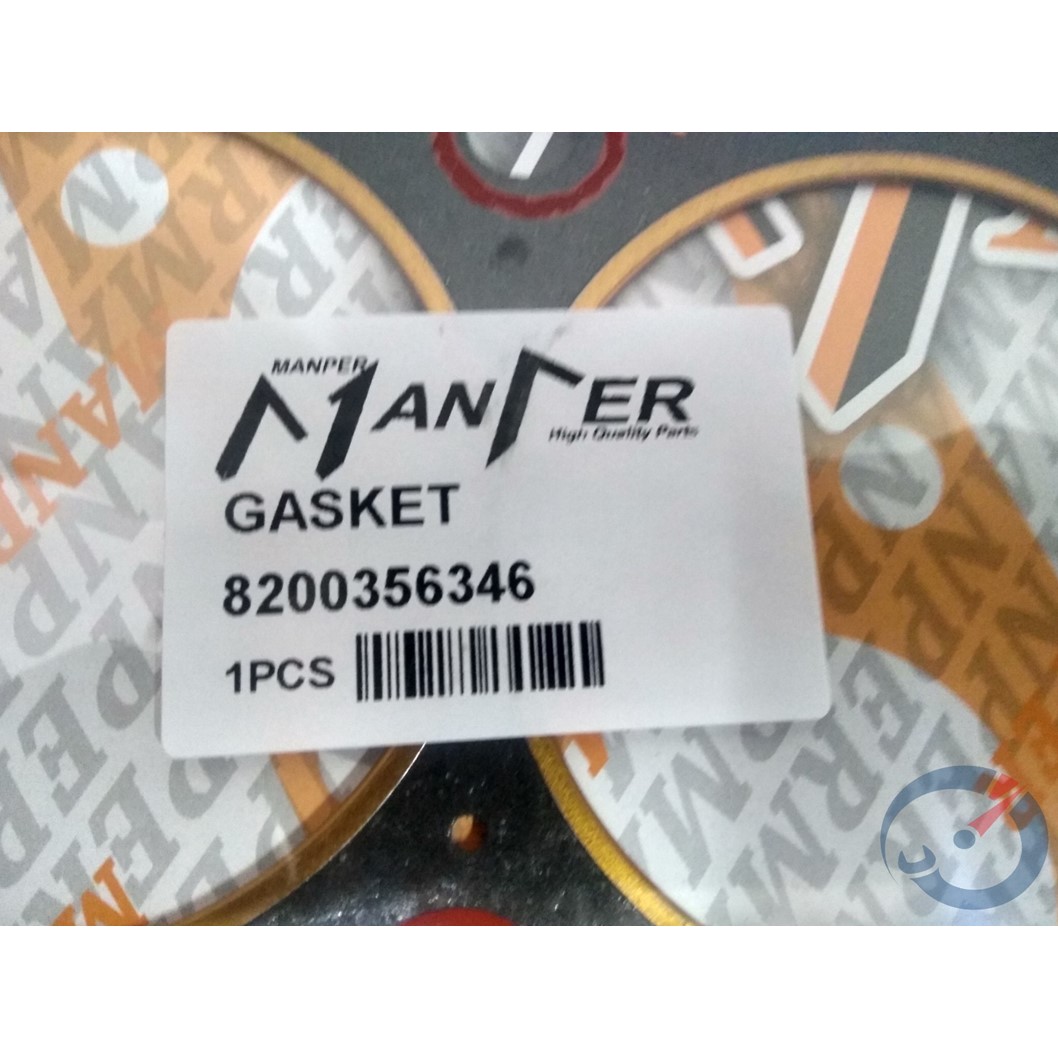 MANPER
MANPER
High Quality Parts
GASKET
8200356346
1PCS